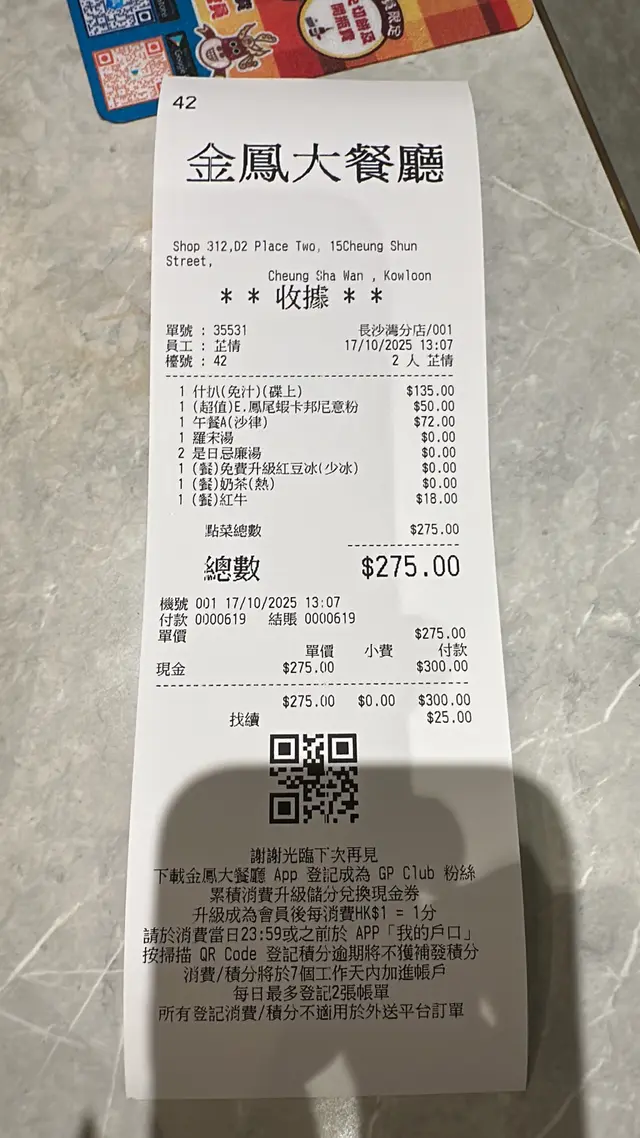 42
金鳳大餐廳
Shop 312,D2 Place Two, 15Cheung Shun
Street,
Cheung Sha Wan , Kowloon
* * 收據 * *
單號 : 35531 長沙灣分店/001
員工 : 芷情 17/10/2025 13:07
檯號 : 42 2 人 芷情
1 什扒(免汁)(碟上) $135.00
1 (超值)E.鳳尾蝦卡邦尼意粉 $50.00
1 午餐A(沙律) $72.00
1 羅宋湯 $0.00
2 是日忌廉湯 $0.00
1 (餐)免費升級紅豆冰(少冰) $0.00
1 (餐)奶茶(熱) $0.00
1 (餐)紅牛 $18.00
點菜總數 $275.00
總數 $275.00
機號 001 17/10/2025 13:07
付款 0000619 結賬 0000619
單價 $275.00
單價 小費 付款
現金 $275.00 $300.00
$275.00 $0.00 $300.00
找續 $25.00
謝謝光臨下次再見
下載金鳳大餐廳 App 登記成為 GP Club 粉絲
累積消費升級儲分兌換現金券
升級成為會員後每消費HK$1 = 1分
請於消費當日23:59或之前於 APP「我的戶口」
按掃描 QR Code 登記積分逾期將不獲補發積分
消費/積分將於7個工作天內加進帳戶
每日最多登記2張帳單
所有登記消費/積分不適用於外送平台訂單